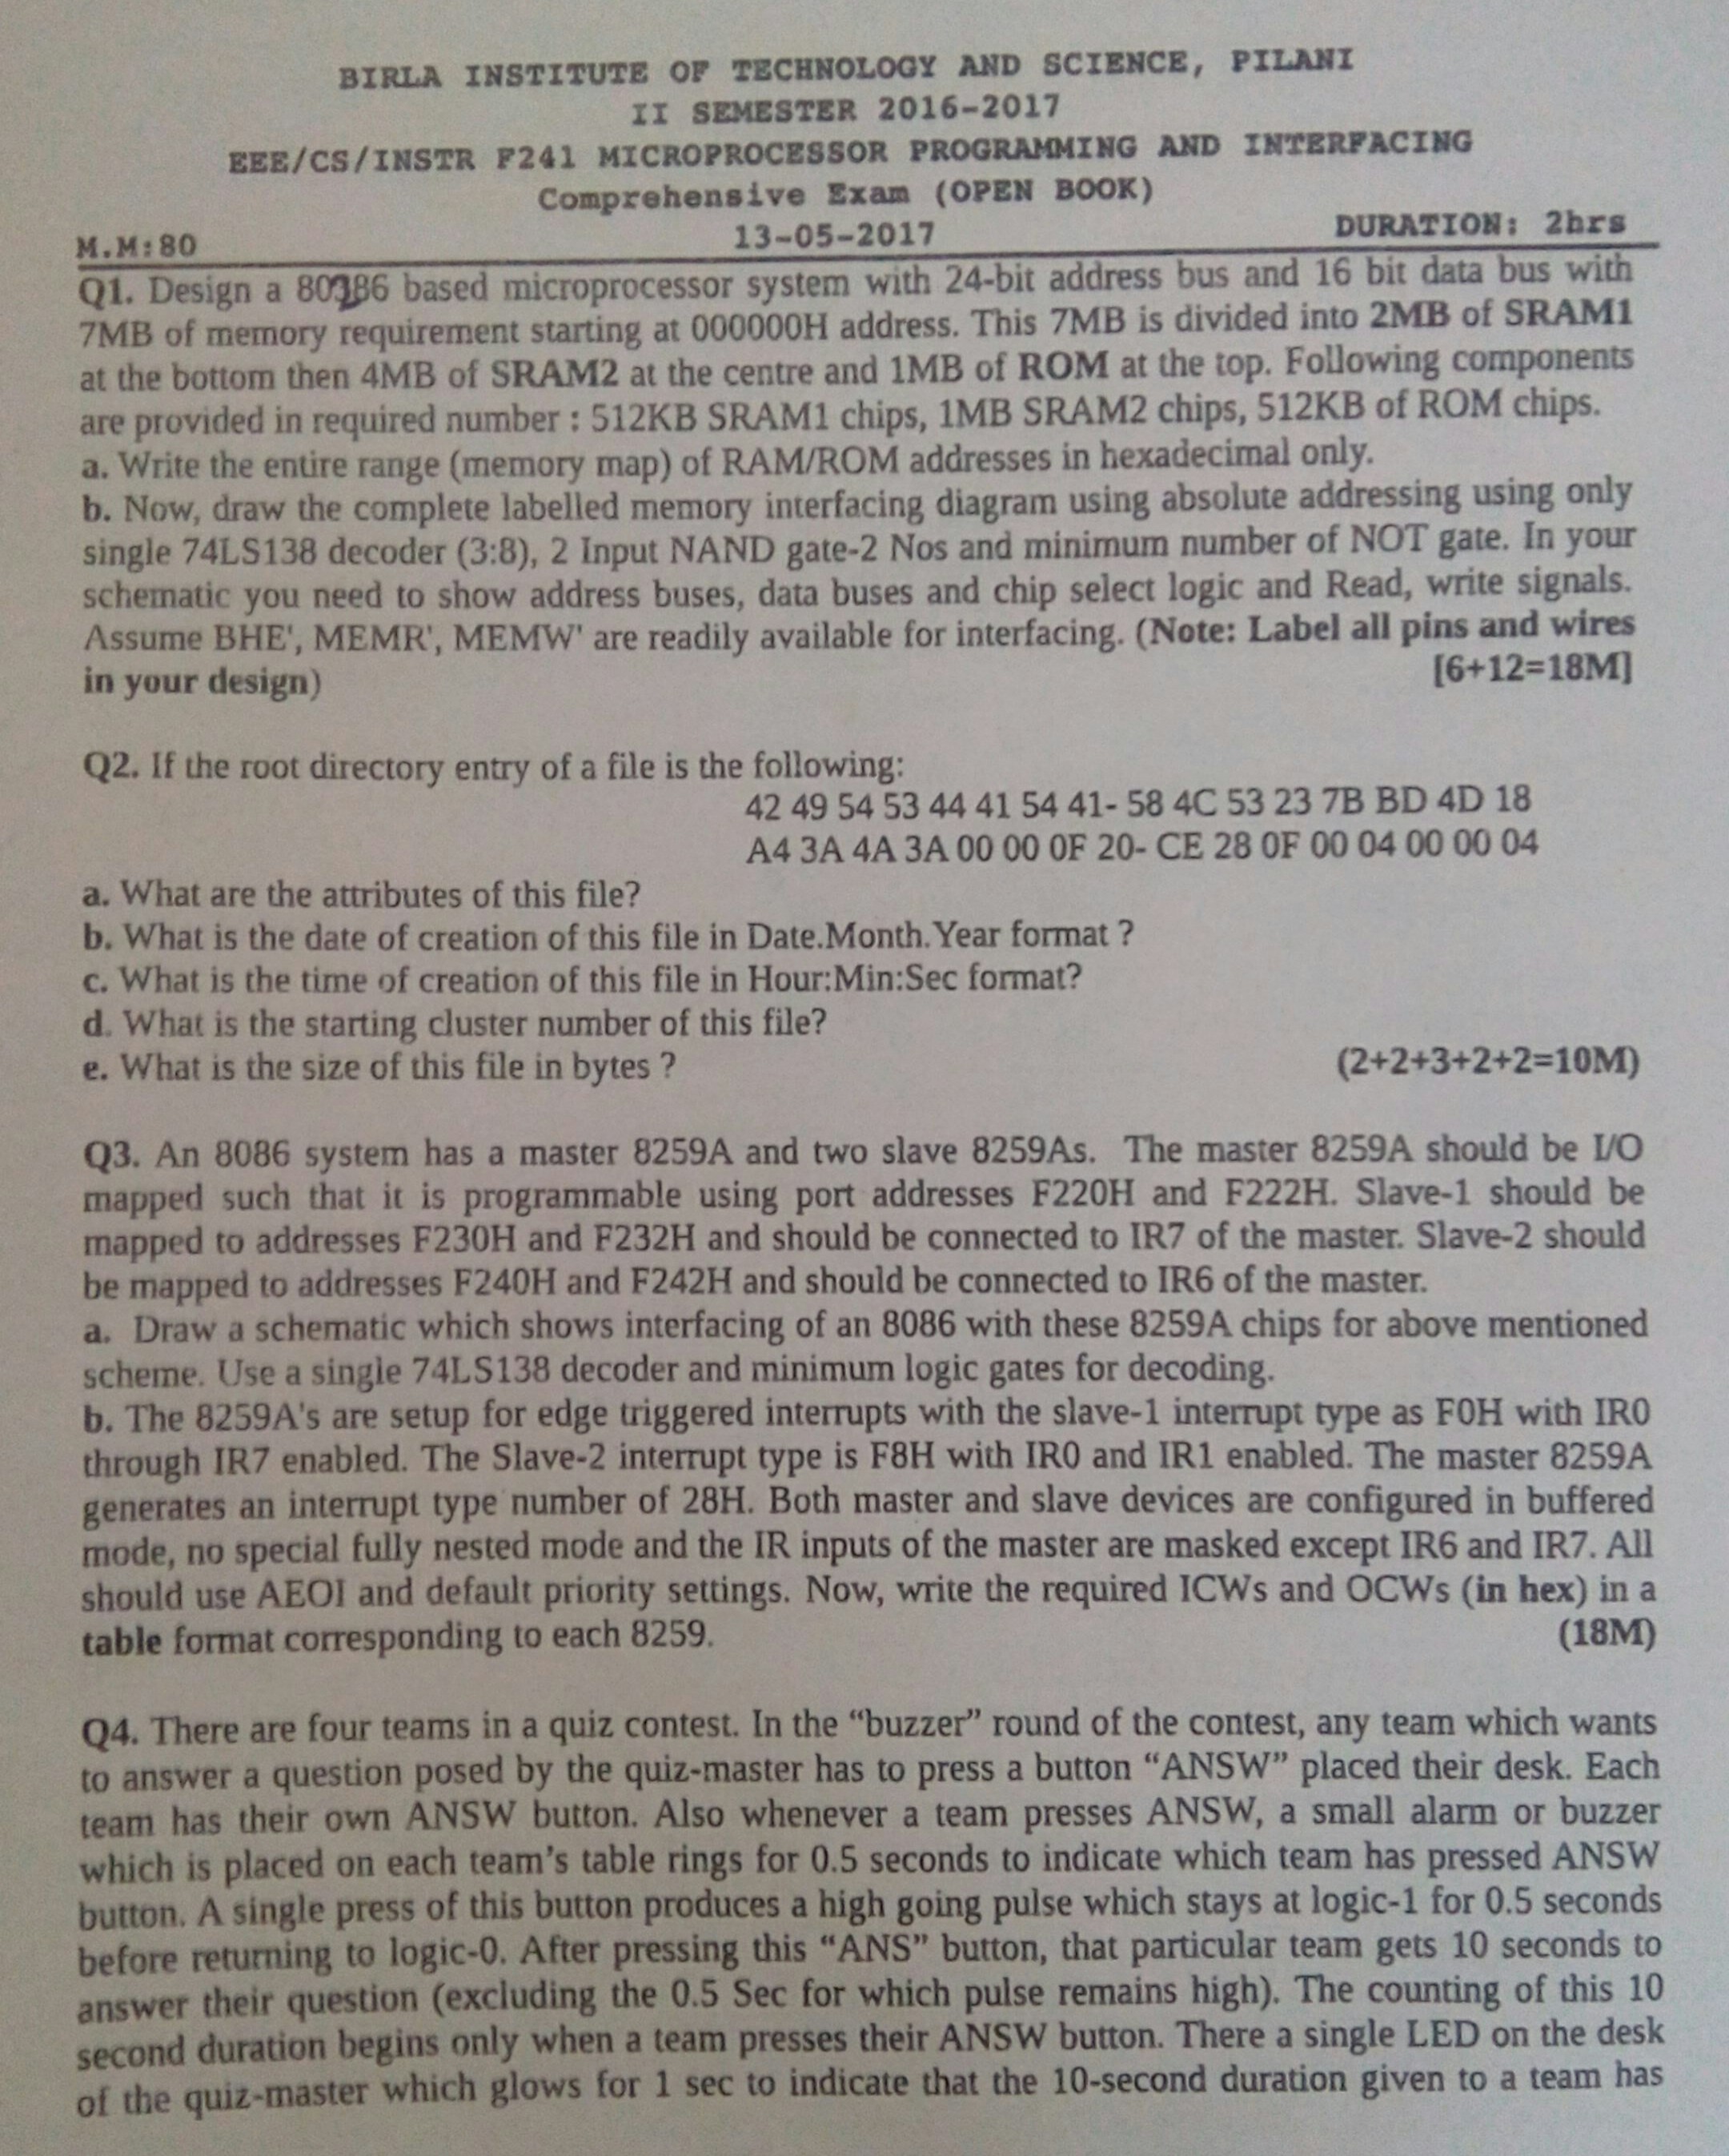 BIRLA INSTITUTE OF TECHNOLOGY AND SCIENCE, PILANI
II SEMESTER 2016-2017
EEE/CS/INSTR F241 MICROPROCESSOR PROGRAMMING AND INTERFACING
Comprehensive Exam (OPEN BOOK)
M.M:80 13-05-2017 DURATION: 2hrs
Q1. Design a 80386 based microprocessor system with 24-bit address bus and 16 bit data bus with
7MB of memory requirement starting at 000000H address. This 7MB is divided into 2MB of SRAM1
at the bottom then 4MB of SRAM2 at the centre and 1MB of ROM at the top. Following components
are provided in required number : 512KB SRAM1 chips, 1MB SRAM2 chips, 512KB of ROM chips.
a. Write the entire range (memory map) of RAM/ROM addresses in hexadecimal only.
b. Now, draw the complete labelled memory interfacing diagram using absolute addressing using only
single 74LS138 decoder (3:8), 2 Input NAND gate-2 Nos and minimum number of NOT gate. In your
schematic you need to show address buses, data buses and chip select logic and Read, write signals.
Assume BHE', MEMR', MEMW' are readily available for interfacing. (Note: Label all pins and wires
in your design) [6+12=18M]
Q2. If the root directory entry of a file is the following:
42 49 54 53 44 41 54 41- 58 4C 53 23 7B BD 4D 18
A4 3A 4A 3A 00 00 0F 20- CE 28 0F 00 04 00 00 04
a. What are the attributes of this file?
b. What is the date of creation of this file in Date.Month.Year format ?
c. What is the time of creation of this file in Hour:Min:Sec format?
d. What is the starting cluster number of this file?
e. What is the size of this file in bytes ? (2+2+3+2+2=10M)
Q3. An 8086 system has a master 8259A and two slave 8259As. The master 8259A should be I/O
mapped such that it is programmable using port addresses F220H and F222H. Slave-1 should be
mapped to addresses F230H and F232H and should be connected to IR7 of the master. Slave-2 should
be mapped to addresses F240H and F242H and should be connected to IR6 of the master.
a. Draw a schematic which shows interfacing of an 8086 with these 8259A chips for above mentioned
scheme. Use a single 74LS138 decoder and minimum logic gates for decoding.
b. The 8259A's are setup for edge triggered interrupts with the slave-1 interrupt type as F0H with IR0
through IR7 enabled. The Slave-2 interrupt type is F8H with IR0 and IR1 enabled. The master 8259A
generates an interrupt type number of 28H. Both master and slave devices are configured in buffered
mode, no special fully nested mode and the IR inputs of the master are masked except IR6 and IR7. All
should use AEOI and default priority settings. Now, write the required ICWs and OCWs (in hex) in a
table format corresponding to each 8259. (18M)
Q4. There are four teams in a quiz contest. In the “buzzer” round of the contest, any team which wants
to answer a question posed by the quiz-master has to press a button “ANSW” placed their desk. Each
team has their own ANSW button. Also whenever a team presses ANSW, a small alarm or buzzer
which is placed on each team’s table rings for 0.5 seconds to indicate which team has pressed ANSW
button. A single press of this button produces a high going pulse which stays at logic-1 for 0.5 seconds
before returning to logic-0. After pressing this “ANS” button, that particular team gets 10 seconds to
answer their question (excluding the 0.5 Sec for which pulse remains high). The counting of this 10
second duration begins only when a team presses their ANSW button. There a single LED on the desk
of the quiz-master which glows for 1 sec to indicate that the 10-second duration given to a team has